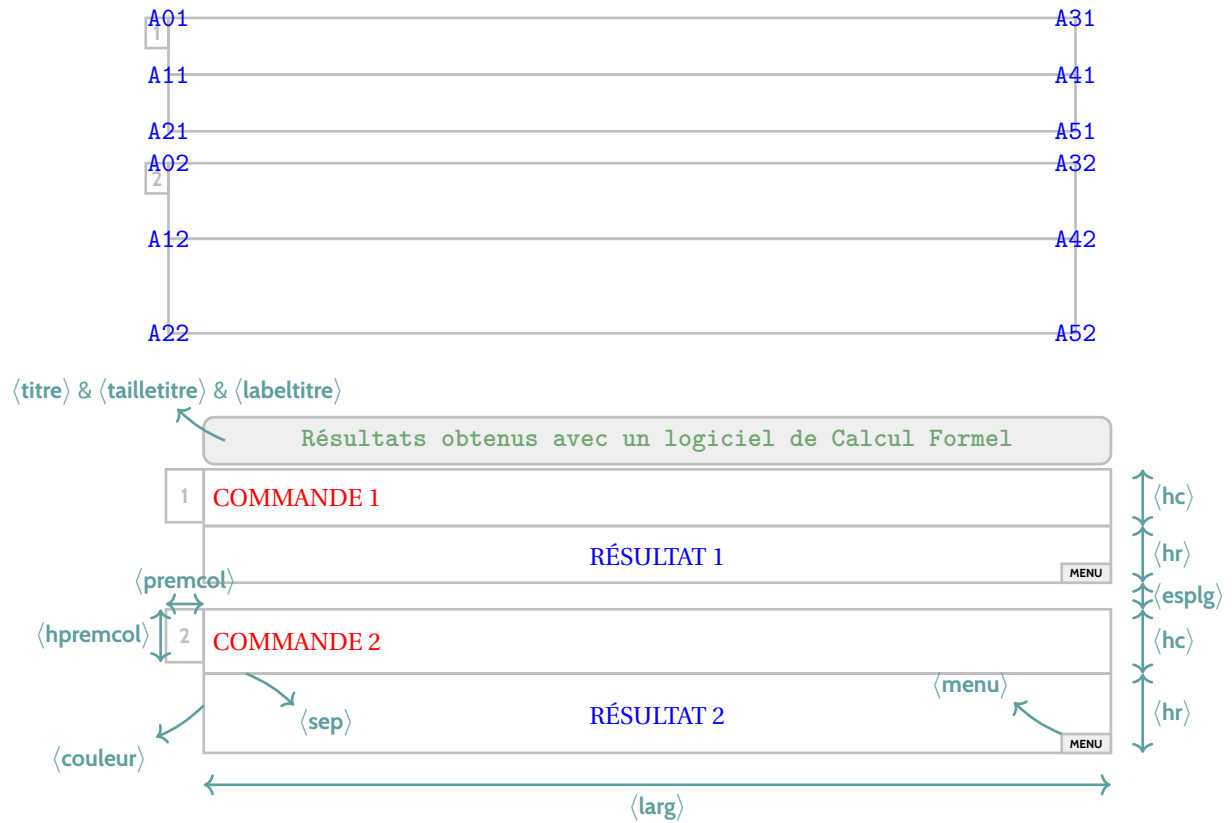 A01 A31
1
A11 A41
A21 A51
A02 A32
2
A12 A42
A22 A52
⟨titre⟩ & ⟨tailletitre⟩ & ⟨labeltitre⟩
Résultats obtenus avec un logiciel de Calcul Formel
1 COMMANDE 1 ⟨hc⟩
RÉSULTAT 1 ⟨hr⟩
MENU
⟨premcol⟩
⟨esplg⟩
⟨hpremcol⟩ 2 COMMANDE 2 ⟨hc⟩
⟨menu⟩
⟨sep⟩ RÉSULTAT 2 ⟨hr⟩
MENU
⟨couleur⟩
⟨larg⟩